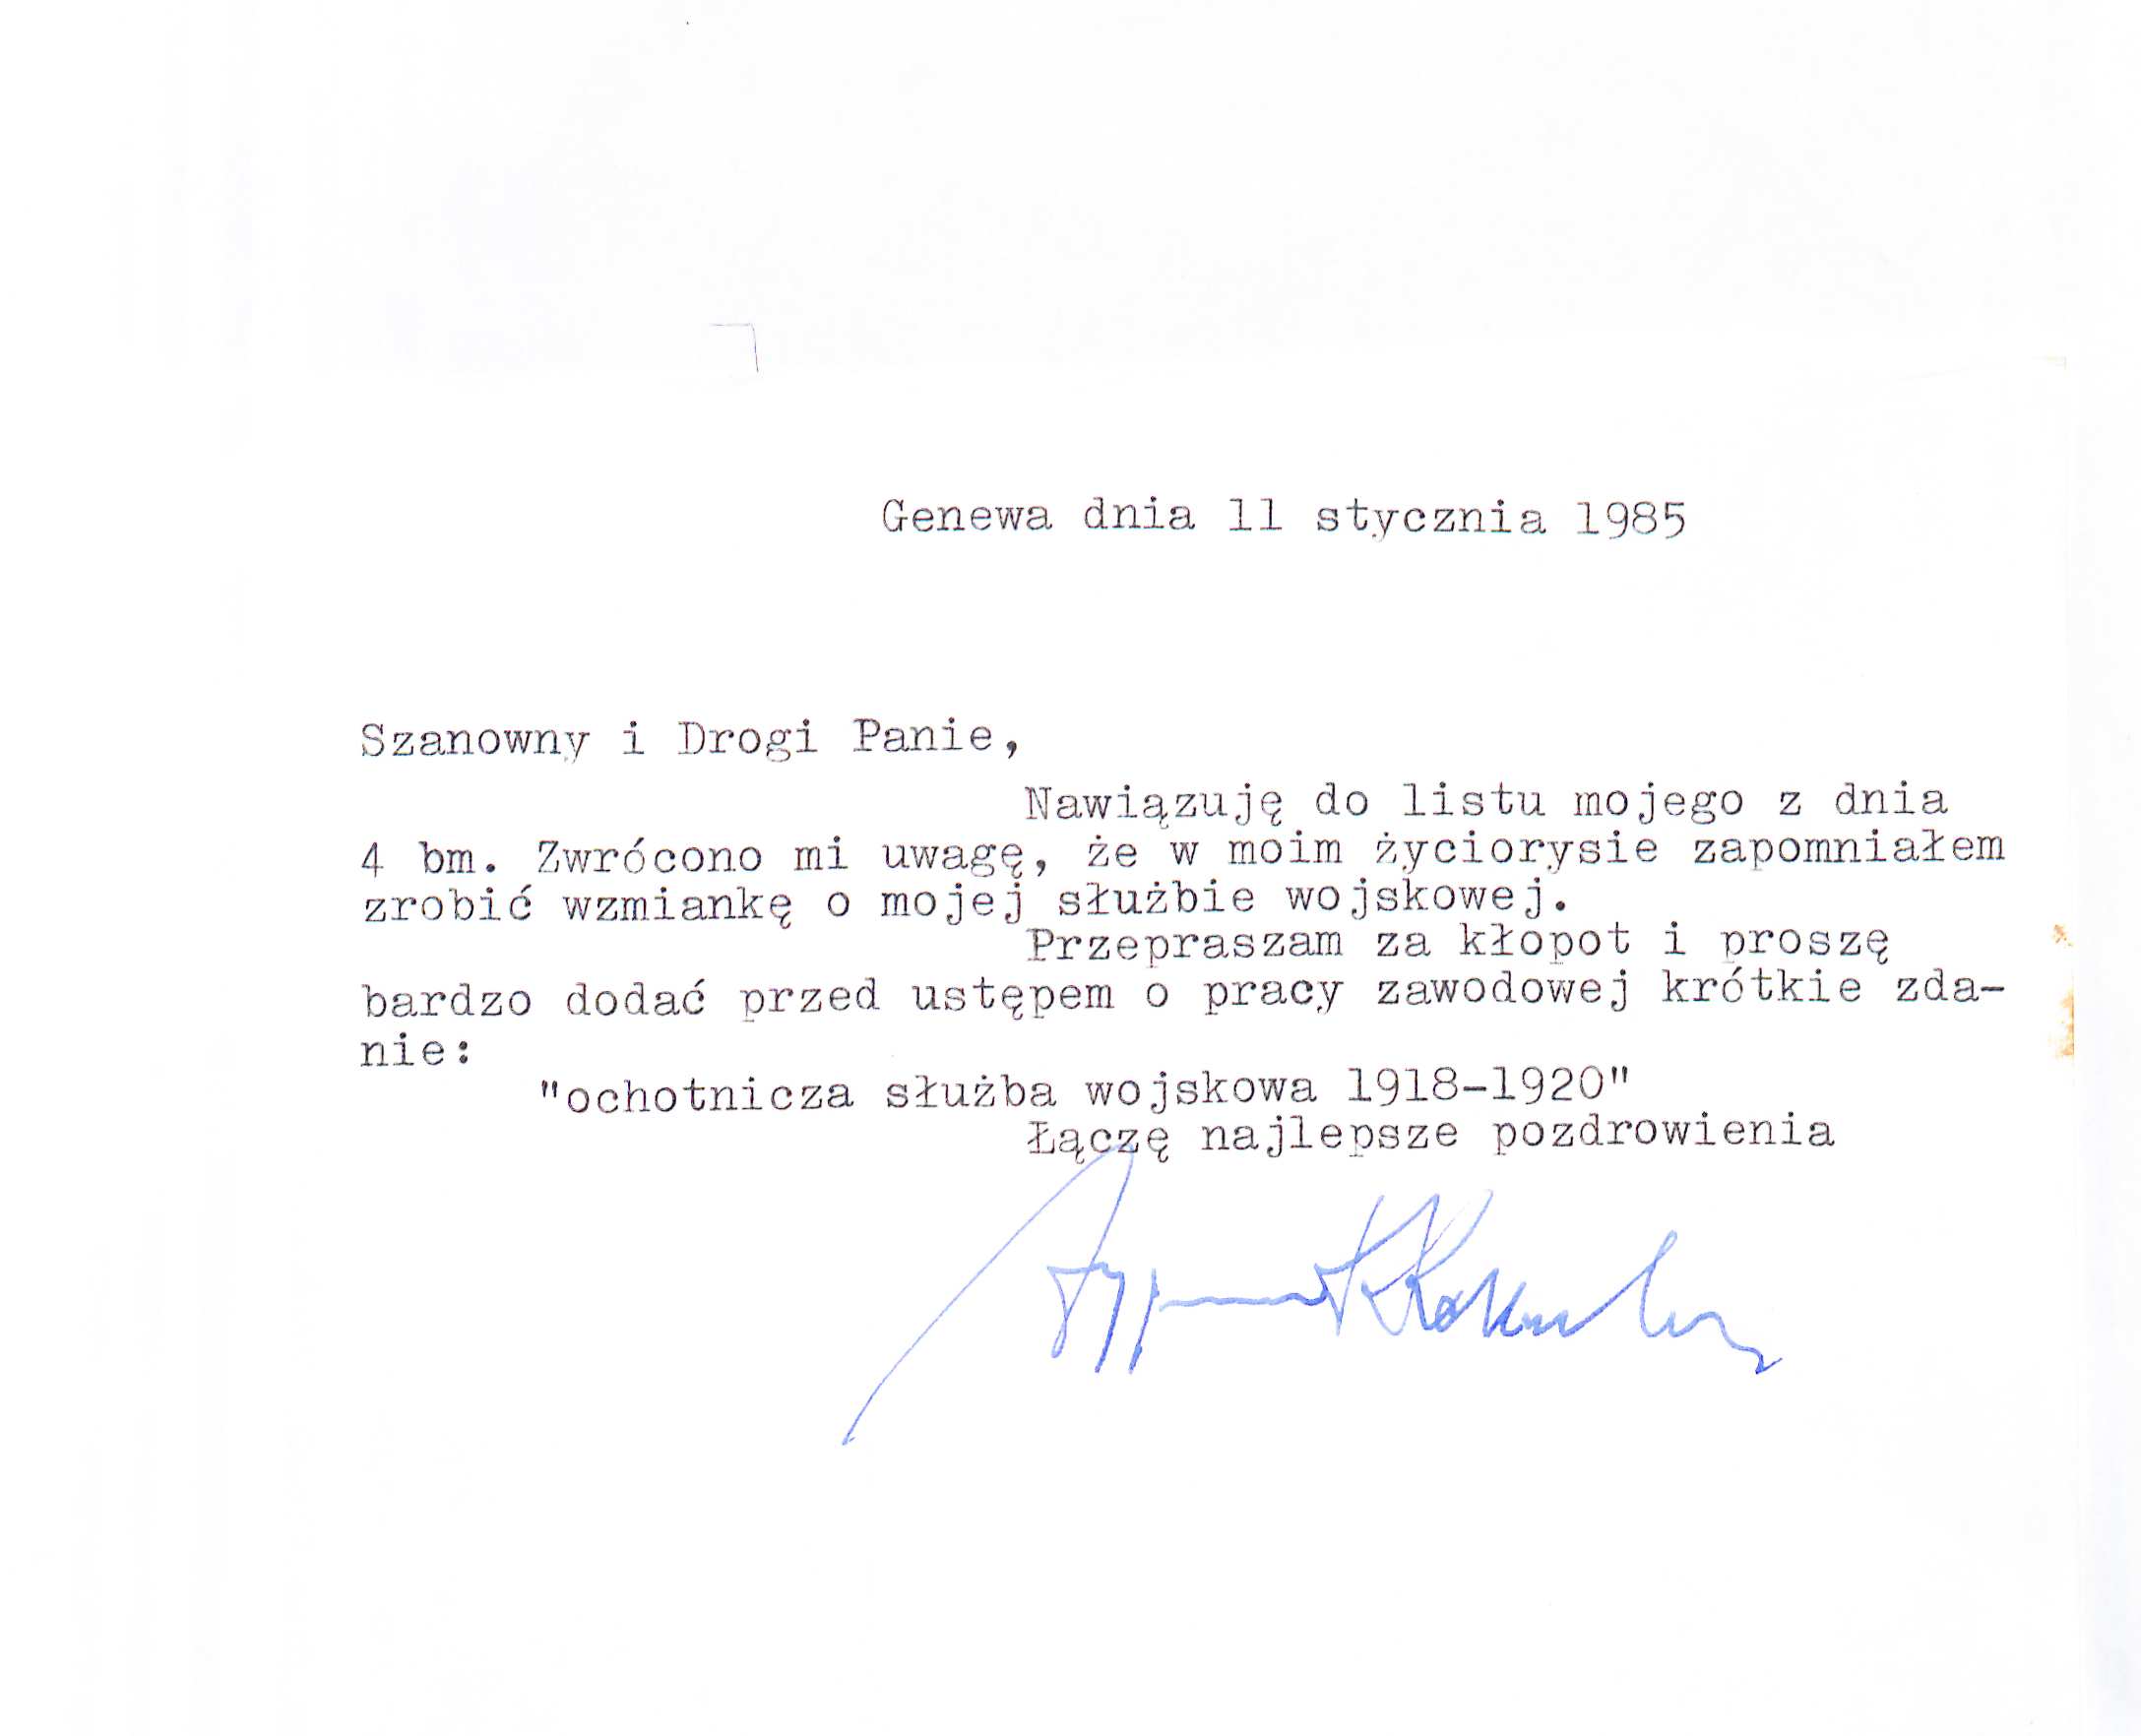 Genewa dnia 11 stycznia 1985
Szanowny i Drogi Panie,
Nawiązuję do listu mojego z dnia
4 bm. Zwrócono mi uwagę, że w moim życiorysie zapomniałem
zrobić wzmiankę o mojej służbie wojskowej.
Przepraszam za kłopot i proszę
bardzo dodać przed ustępem o pracy zawodowej krótkie zda-
nie:
"ochotnicza służba wojskowa 1918-1920"
Łączę najlepsze pozdrowienia